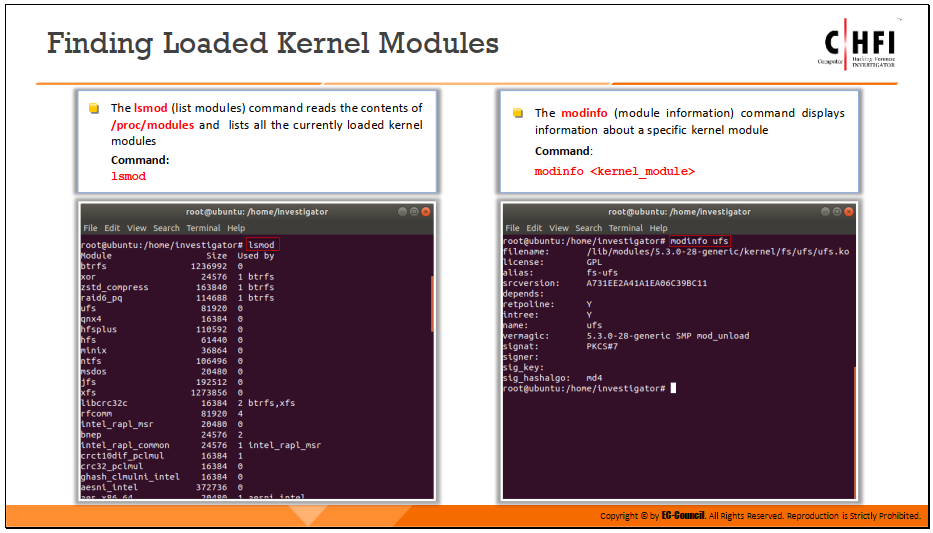 Finding Loaded Kernel Modules
CHFI
Computer Hacking Forensic
INVESTIGATOR
The lsmod (list modules) command reads the contents of
/proc/modules and lists all the currently loaded kernel
modules
Command:
lsmod
root@ubuntu: /home/investigator
File Edit View Search Terminal Help
root@ubuntu:/home/investigator# lsmod
Module Size Used by
btrfs 1236992 0
xor 24576 1 btrfs
zstd_compress 163840 1 btrfs
raid6_pq 114688 1 btrfs
ufs 81920 0
qnx4 16384 0
hfsplus 110592 0
hfs 61440 0
minix 36864 0
ntfs 106496 0
msdos 20480 0
jfs 192512 0
xfs 1273856 0
libcrc32c 16384 2 btrfs,xfs
rfcomm 81920 4
intel_rapl_msr 20480 0
bnep 24576 2
intel_rapl_common 24576 1 intel_rapl_msr
crct10dif_pclmul 16384 1
crc32_pclmul 16384 0
ghash_clmulni_intel 16384 0
aesni_intel 372736 0
aes_x86_64 20480 1 aesni_intel
The modinfo (module information) command displays
information about a specific kernel module
Command:
modinfo <kernel_module>
root@ubuntu: /home/investigator
File Edit View Search Terminal Help
root@ubuntu:/home/investigator# modinfo ufs
filename: /lib/modules/5.3.0-28-generic/kernel/fs/ufs/ufs.ko
license: GPL
alias: fs-ufs
srcversion: A731EE2A41A1EA06C39BC11
depends:
retpoline: Y
intree: Y
name: ufs
vermagic: 5.3.0-28-generic SMP mod_unload
signat: PKCS#7
signer:
sig_key:
sig_hashalgo: md4
root@ubuntu:/home/investigator#
Copyright © by EC-Council. All Rights Reserved. Reproduction is Strictly Prohibited.